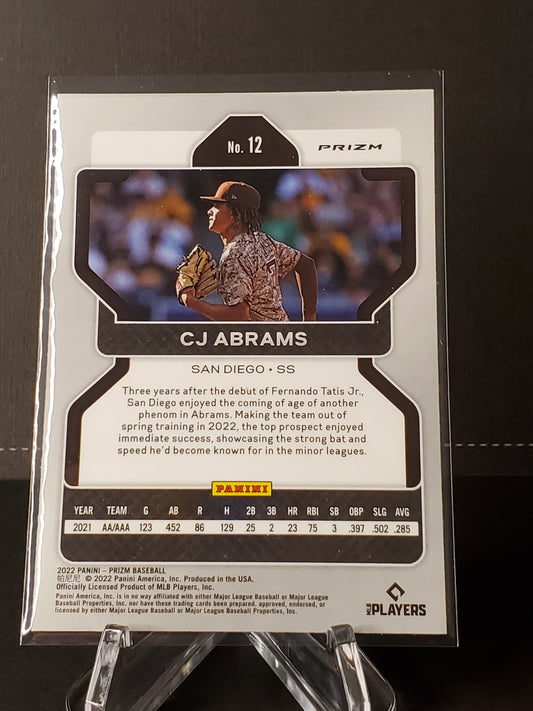 No. 12
PRIZM
CJ ABRAMS
SAN DIEGO • SS
Three years after the debut of Fernando Tatis Jr.,
San Diego enjoyed the coming of age of another
phenom in Abrams. Making the team out of
spring training in 2022, the top prospect enjoyed
immediate success, showcasing the strong bat and
speed he'd become known for in the minor leagues.
PANINI
YEAR TEAM G AB R H 2B 3B HR RBI SB OBP SLG AVG
2021 AA/AAA 123 452 86 129 25 2 23 75 3 .397 .502 .285
2022 PANINI – PRIZM BASEBALL
帕尼尼 © 2022 Panini America, Inc. Produced in the USA.
Officially Licensed Product of MLB Players, Inc.
Panini America, Inc. is in no way affiliated with either Major League Baseball or Major League
Baseball Properties, Inc., nor have these trading cards been prepared, approved, endorsed, or
licensed by either Major League Baseball or Major League Baseball Properties, Inc.
MLB PLAYERS